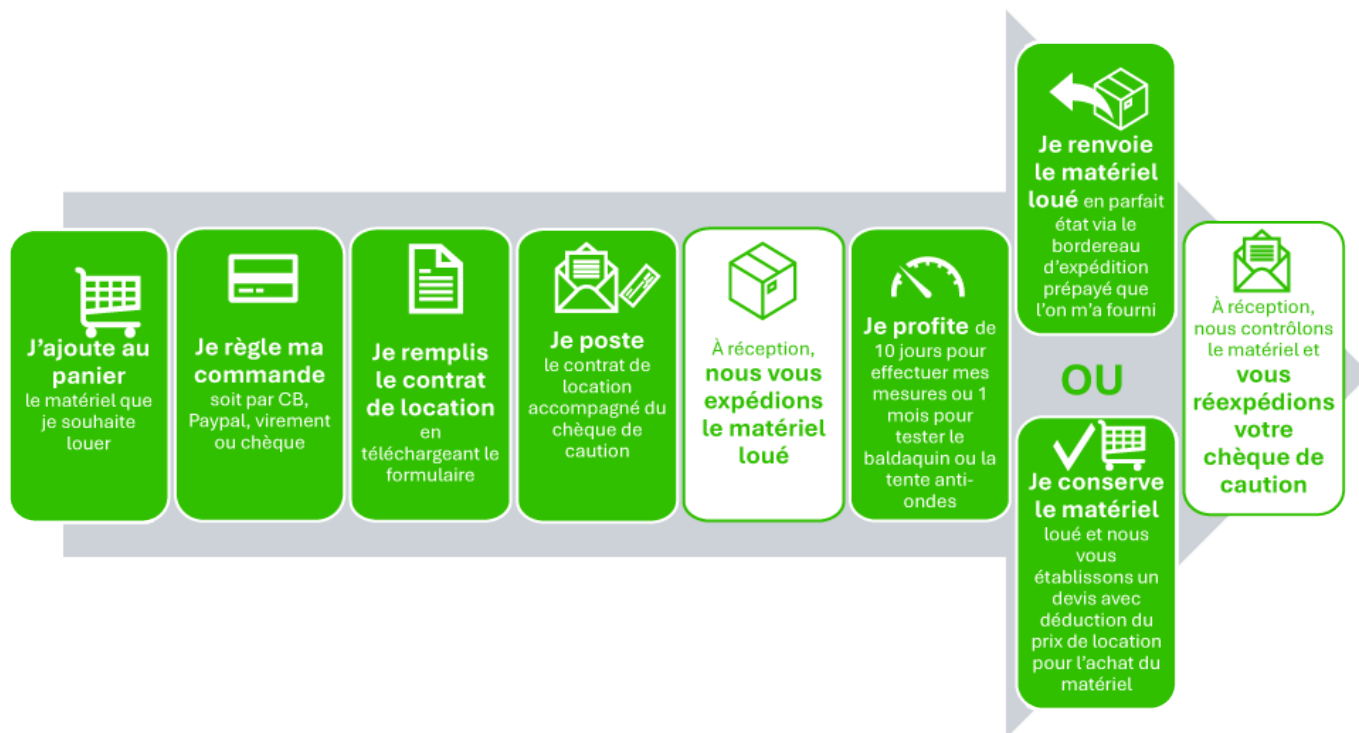 J'ajoute au
panier
le matériel que
je souhaite
louer
Je règle ma
commande
soit par CB,
Paypal, virement
ou chèque
Je remplis
le contrat
de location
en
téléchargeant le
formulaire
Je poste
le contrat de
location
accompagné du
chèque de
caution
À réception,
nous vous
expédions
le matériel
loué
Je profite de
10 jours pour
effectuer mes
mesures ou 1
mois pour
tester le
baldaquin ou la
tente anti-
ondes
Je renvoie
le matériel
loué en parfait
état via le
bordereau
d'expédition
prépayé que
l'on m'a fourni
OU
Je conserve
le matériel
loué et nous
vous
établissons un
devis avec
déduction du
prix de location
pour l'achat du
matériel
À réception,
nous contrôlons
le matériel et
vous
réexpédions
votre
chèque de
caution